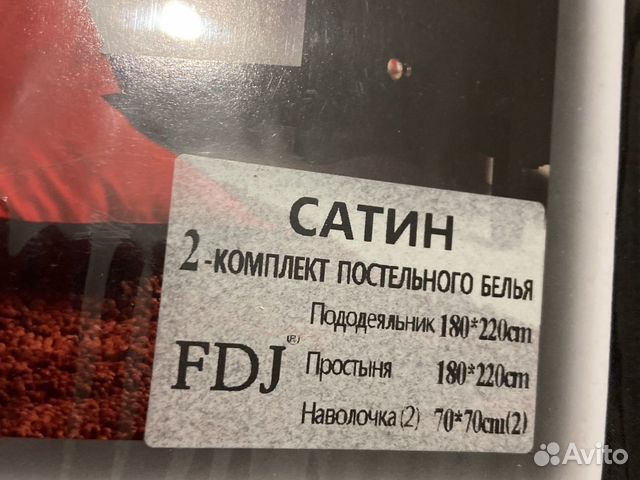 САТИН
2-КОМПЛЕКТ ПОСТЕЛЬНОГО БЕЛЬЯ
Пододеяльник 180*220cm
FDJ® Простыня 180*220cm
Наволочка(2) 70*70cm(2)
Avito